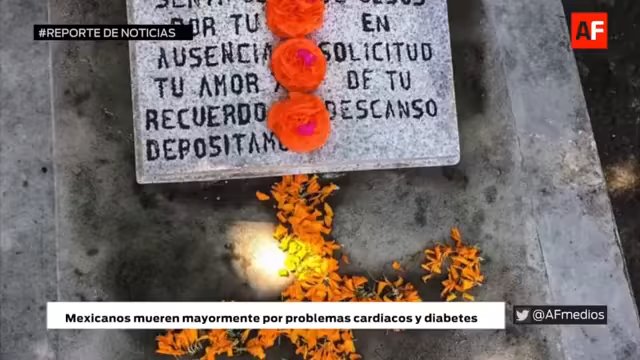 #REPORTE DE NOTICIAS
AF
POR TU EN
AUSENCIA SOLICITUD
TU AMOR A DE TU
RECUERDO DESCANSO
DEPOSITAMO
Mexicanos mueren mayormente por problemas cardiacos y diabetes
@AFmedios